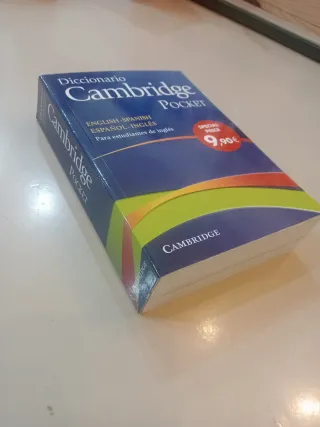 Diccionario
Cambridge
POCKET
ENGLISH-SPANISH
ESPAÑOL-INGLÉS
Para estudiantes de inglés
SPECIAL
PRICE
9,90€
CAMBRIDGE
Cambridge
POCKET